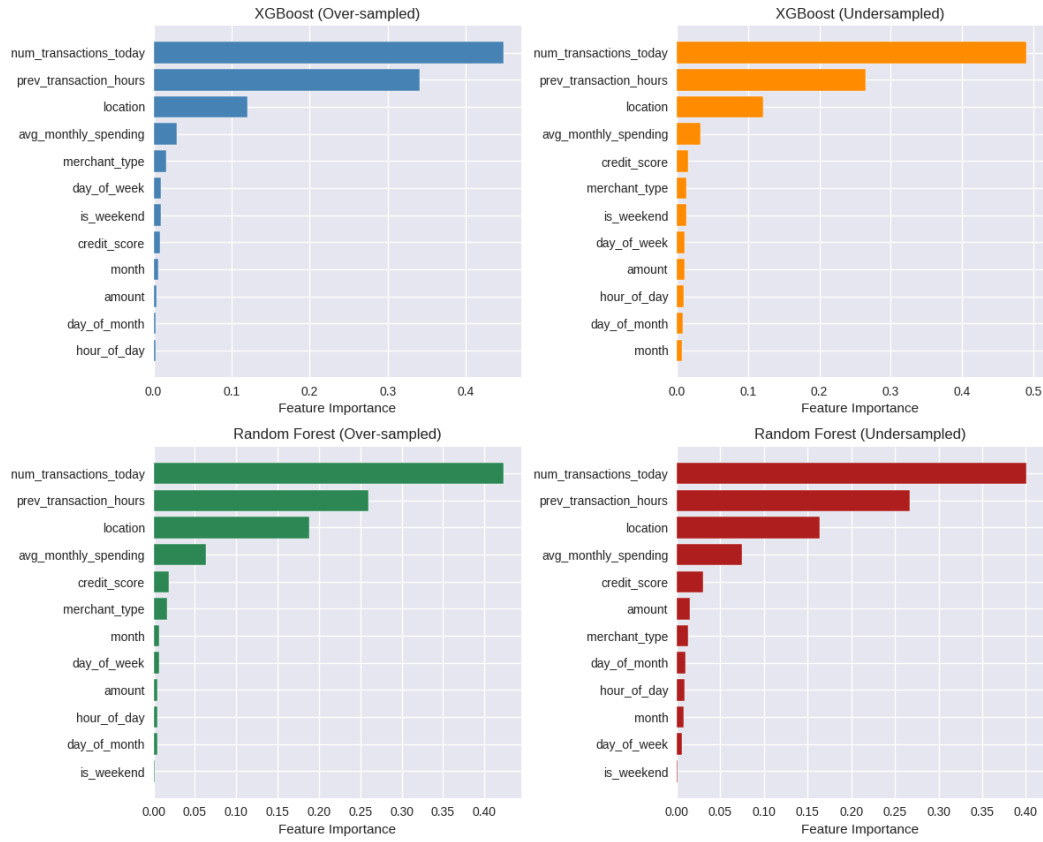 XGBoost (Over-sampled)
num_transactions_today
prev_transaction_hours
location
avg_monthly_spending
merchant_type
day_of_week
is_weekend
credit_score
month
amount
day_of_month
hour_of_day
0.0 0.1 0.2 0.3 0.4
Feature Importance
XGBoost (Undersampled)
num_transactions_today
prev_transaction_hours
location
avg_monthly_spending
credit_score
merchant_type
is_weekend
day_of_week
amount
hour_of_day
day_of_month
month
0.0 0.1 0.2 0.3 0.4 0.5
Feature Importance
Random Forest (Over-sampled)
num_transactions_today
prev_transaction_hours
location
avg_monthly_spending
credit_score
merchant_type
month
day_of_week
amount
hour_of_day
day_of_month
is_weekend
0.00 0.05 0.10 0.15 0.20 0.25 0.30 0.35 0.40
Feature Importance
Random Forest (Undersampled)
num_transactions_today
prev_transaction_hours
location
avg_monthly_spending
credit_score
amount
merchant_type
day_of_month
hour_of_day
month
day_of_week
is_weekend
0.00 0.05 0.10 0.15 0.20 0.25 0.30 0.35 0.40
Feature Importance